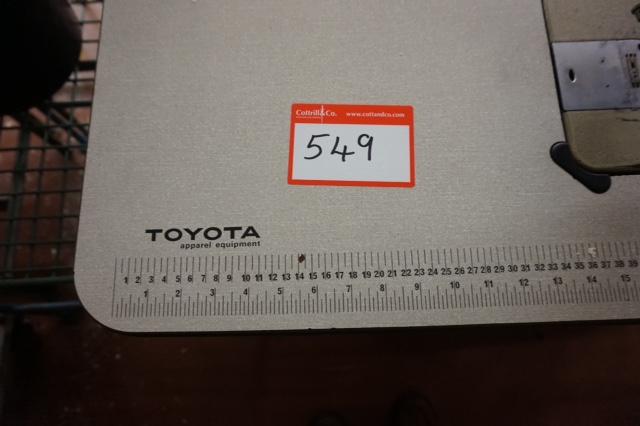 Cottrill&Co. www.cottandco.com
549
TOYOTA
apparel equipment
1 2 3 4 5 6 7 8 9 10 11 12 13 14 15 16 17 18 19 20 21 22 23 24 25 26 27 28 29 30 31 32 33 34 35 36 37 38 39
1 2 3 4 5 6 7 8 9 10 11 12 13 14 15